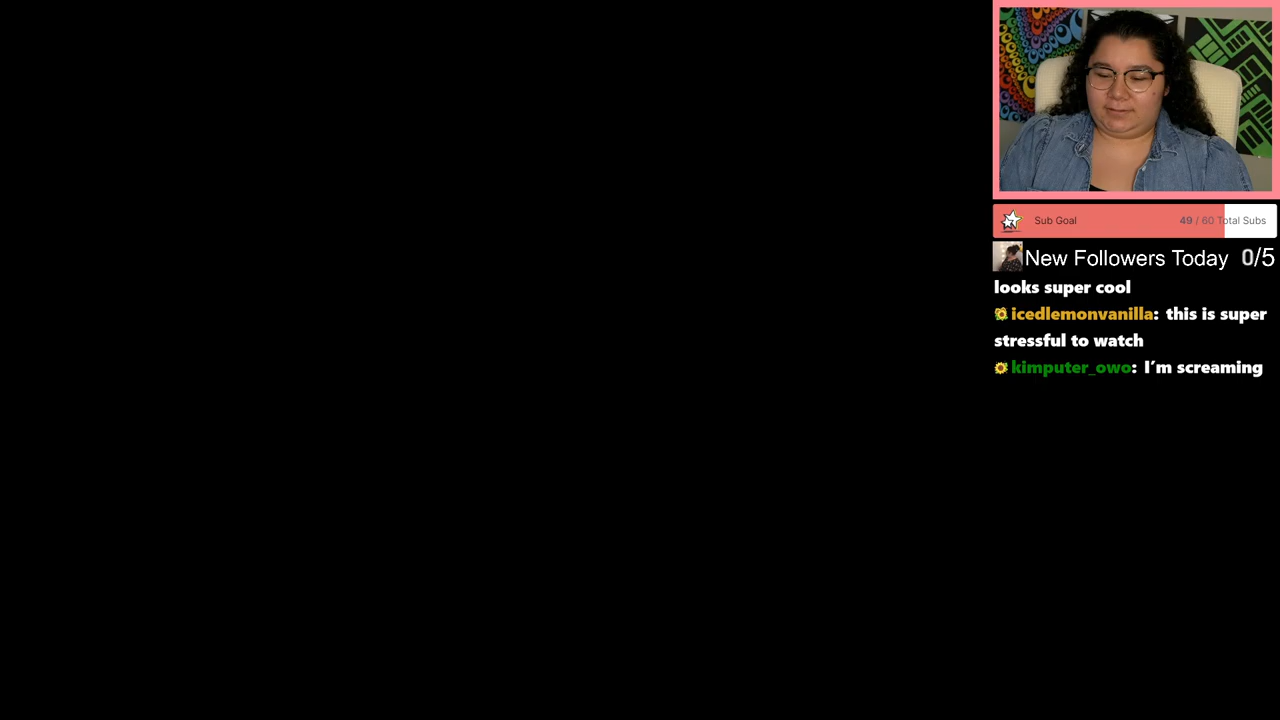 Sub Goal 49 / 60 Total Subs
New Followers Today 0/5
looks super cool
icedlemonvanilla: this is super
stressful to watch
kimputer_owo: I'm screaming